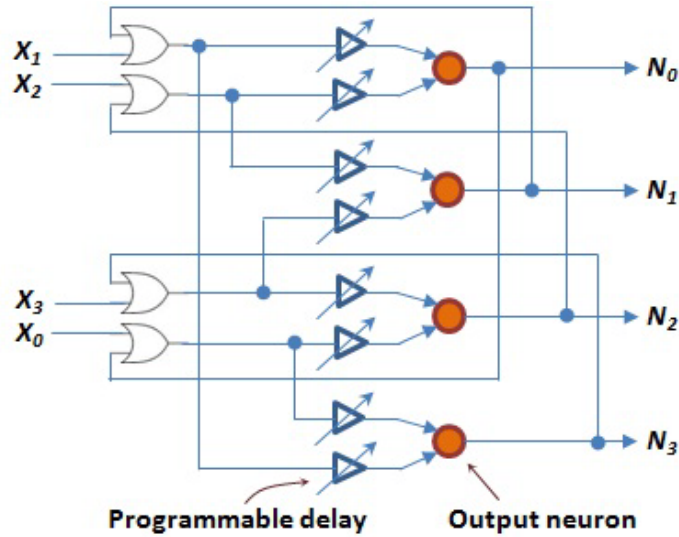 X1
X2
N0
N1
X3
X0
N2
N3
Programmable delay
Output neuron